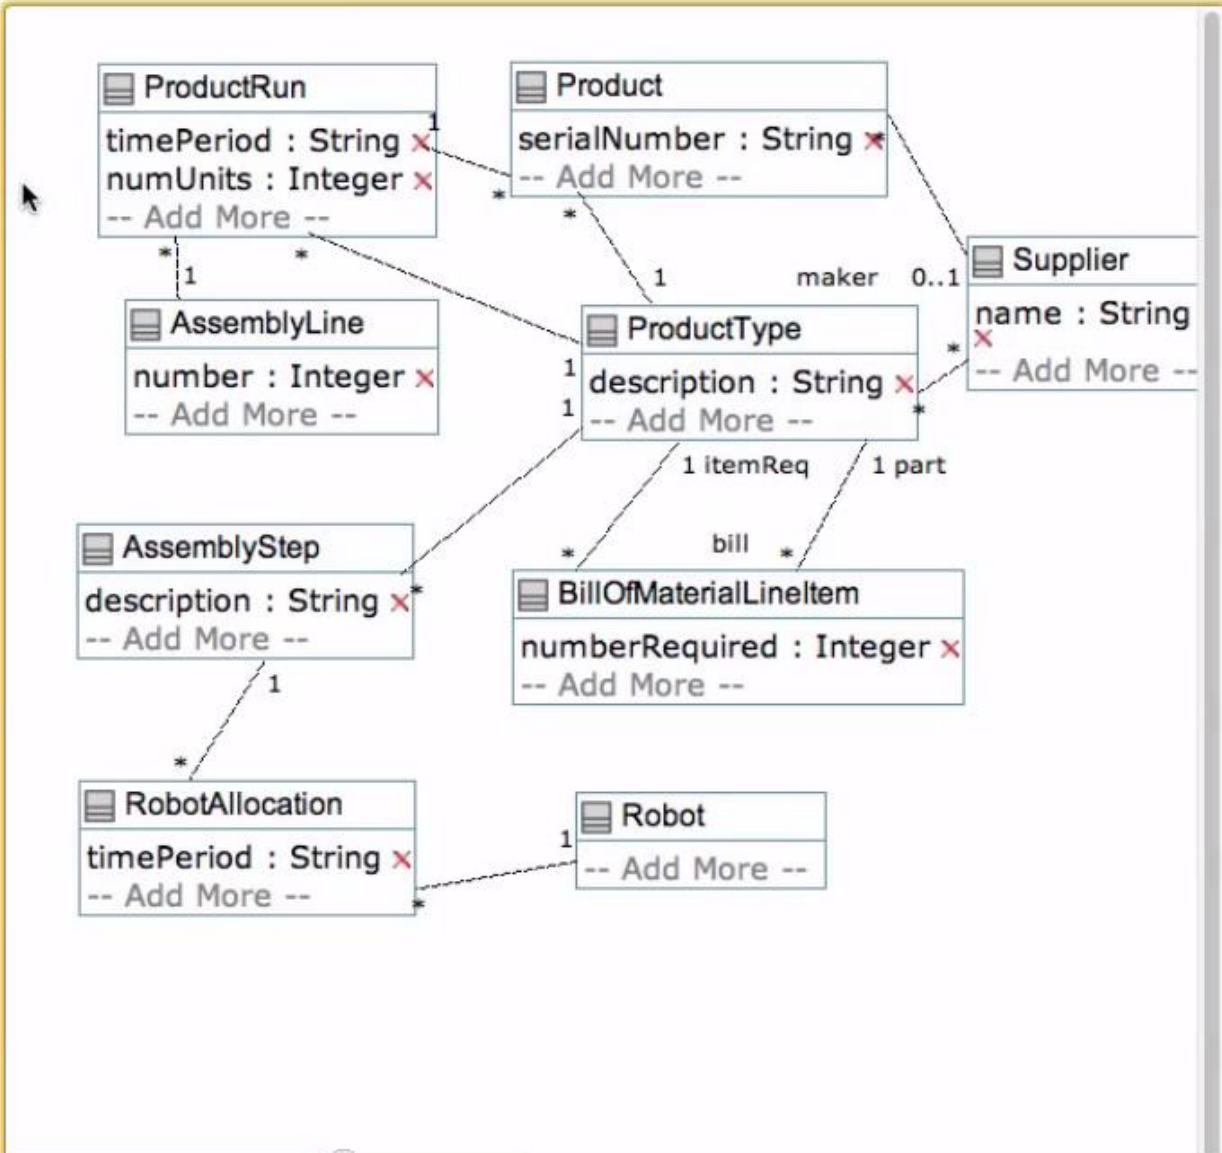 ProductRun
timePeriod : String
numUnits : Integer
-- Add More --
1
*
*
Product
serialNumber : String
-- Add More --
*
*
*
1
1
AssemblyLine
number : Integer
-- Add More --
maker 0..1
Supplier
name : String
-- Add More --
*
ProductType
description : String
-- Add More --
1
1
*
1 itemReq
1 part
AssemblyStep
description : String
-- Add More --
*
1
*
bill *
BillOfMaterialLineItem
numberRequired : Integer
-- Add More --
*
RobotAllocation
timePeriod : String
-- Add More --
*
1
Robot
-- Add More --